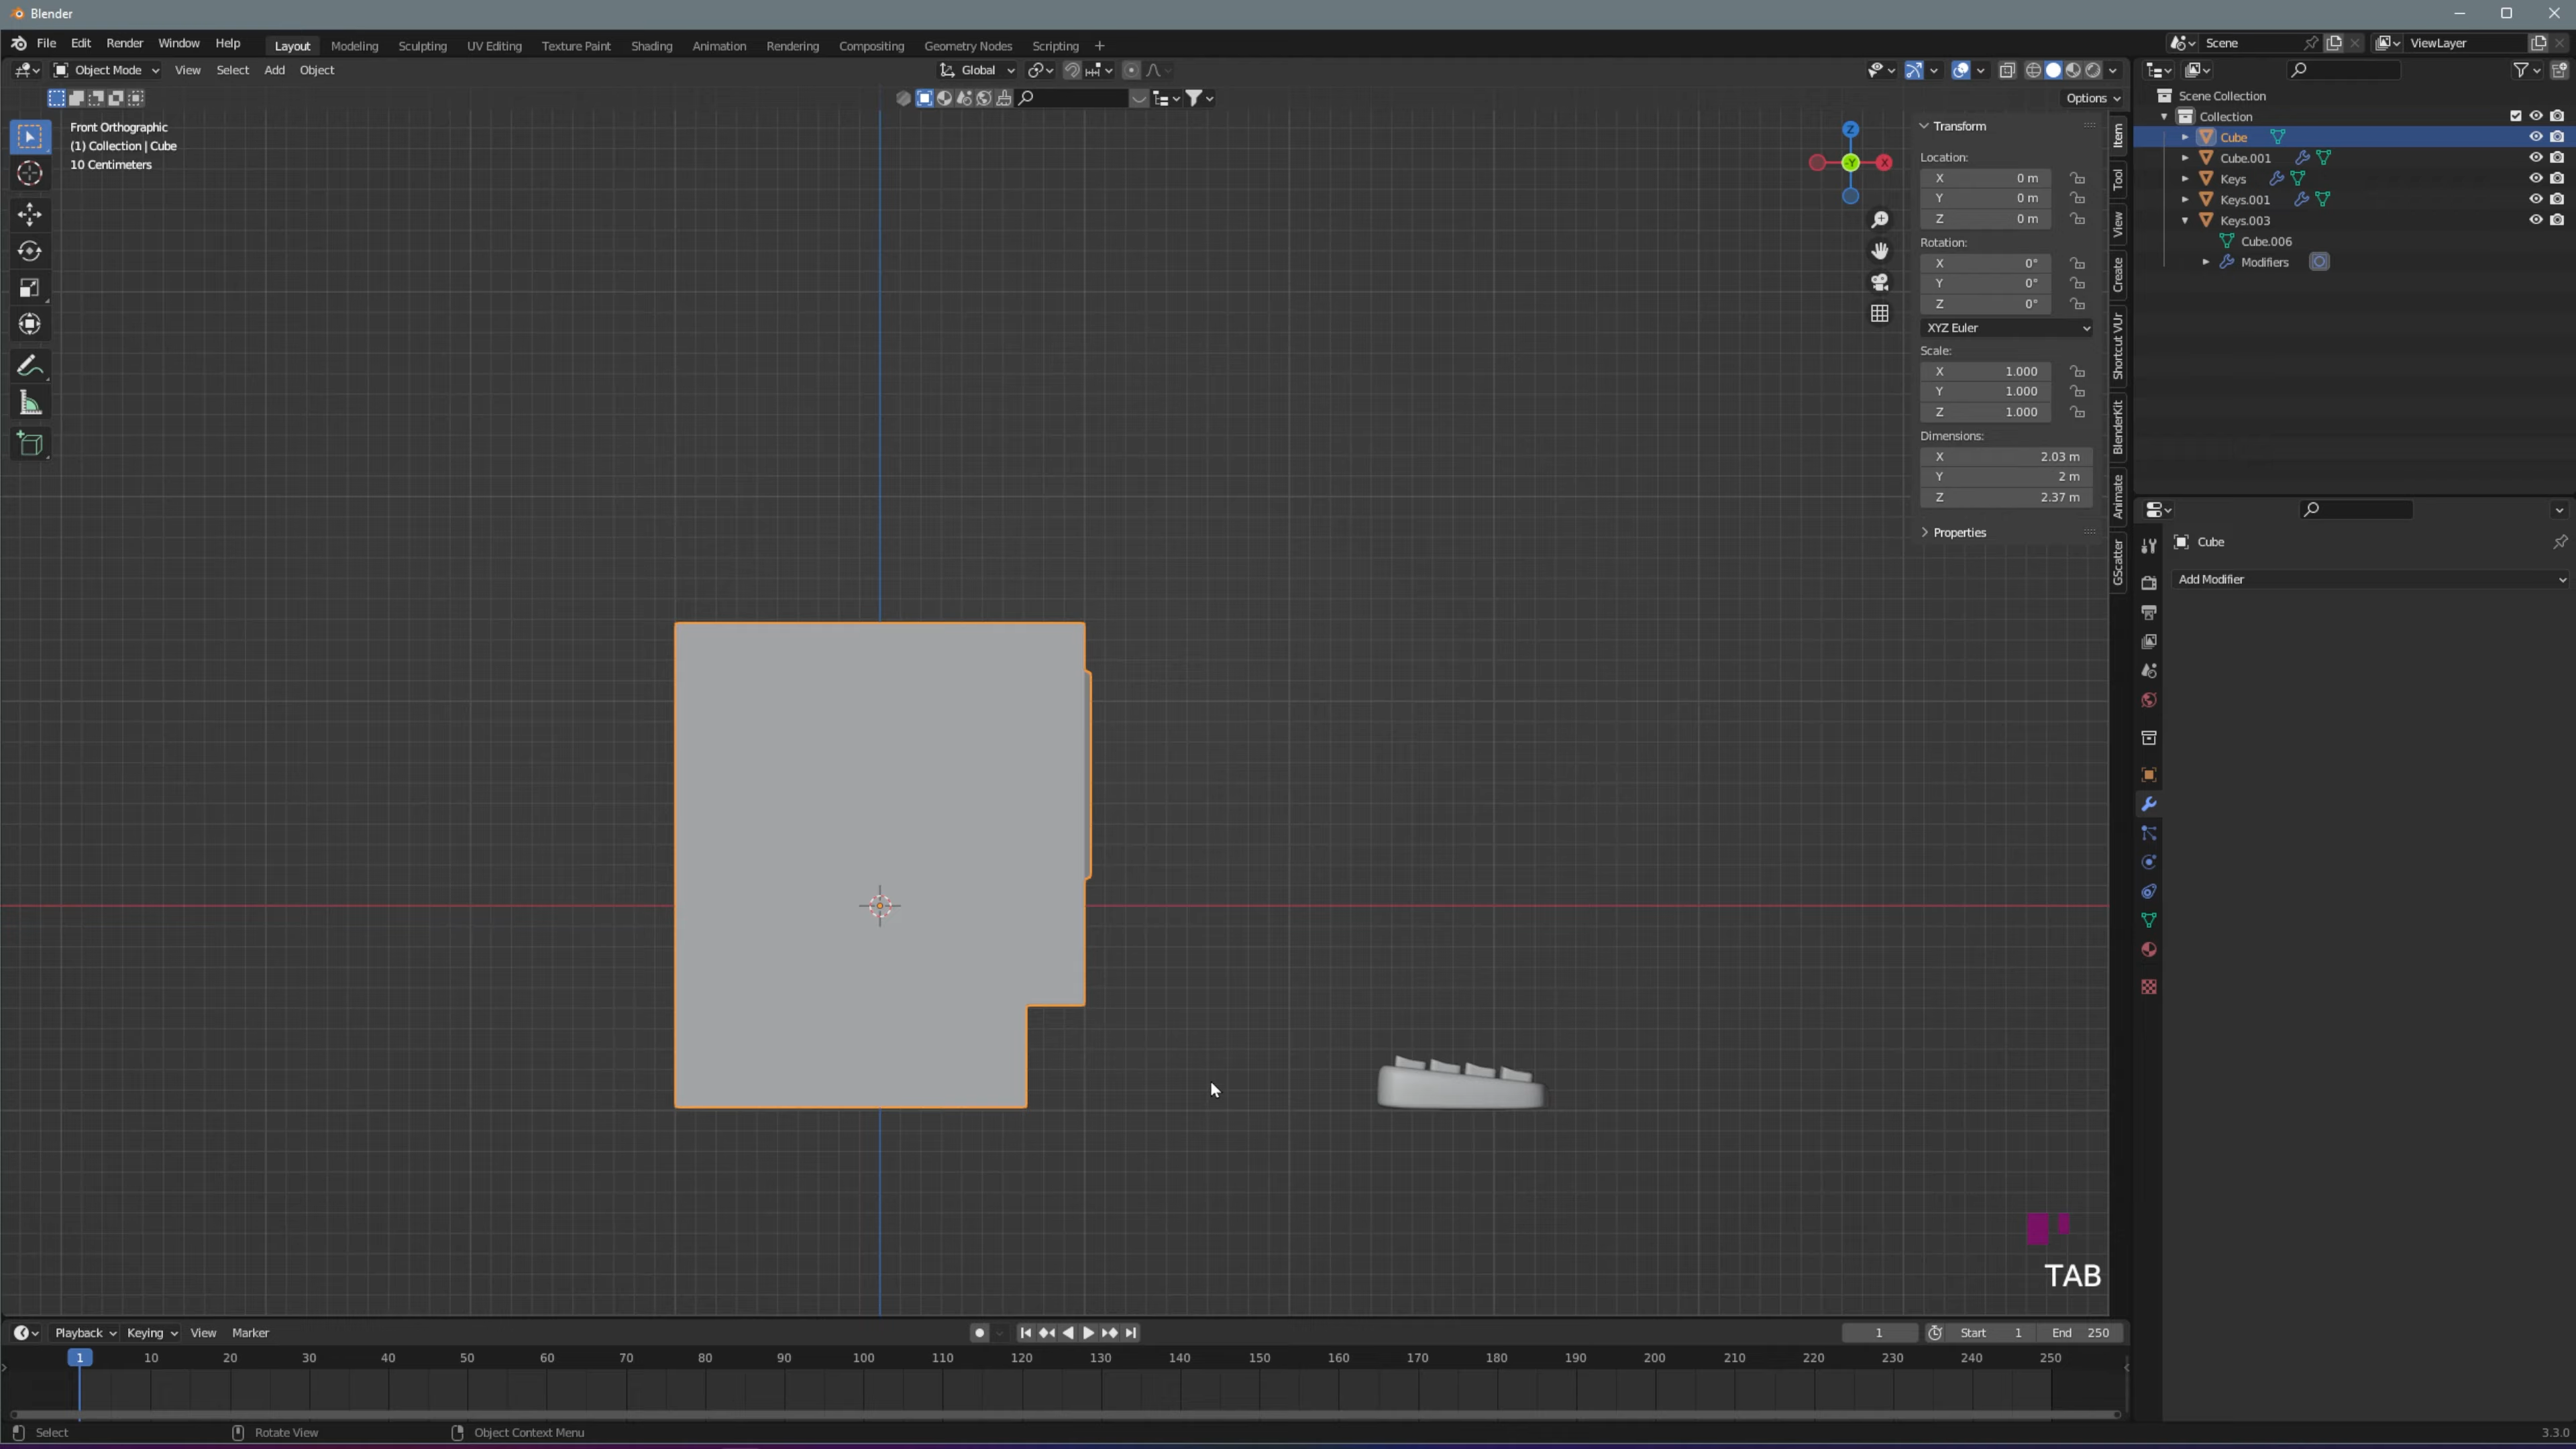 Blender
File Edit Render Window Help Layout Modeling Sculpting UV Editing Texture Paint Shading Animation Rendering Compositing Geometry Nodes Scripting + Scene ViewLayer
Object Mode View Select Add Object Global
Options
Front Orthographic
(1) Collection | Cube
10 Centimeters
Z
-Y
X
Transform
Location:
X 0 m
Y 0 m
Z 0 m
Rotation:
X 0°
Y 0°
Z 0°
XYZ Euler
Scale:
X 1.000
Y 1.000
Z 1.000
Dimensions:
X 2.03 m
Y 2 m
Z 2.37 m
Properties
Item
Tool
View
Create
Shortcut VUr
BlenderKit
Animate
GScatter
Scene Collection
Collection
Cube
Cube.001
Keys
Keys.001
Keys.003
Cube.006
Modifiers
Cube
Add Modifier
TAB
Playback Keying View Marker 1 Start 1 End 250
1 10 20 30 40 50 60 70 80 90 100 110 120 130 140 150 160 170 180 190 200 210 220 230 240 250
Select Rotate View Object Context Menu 3.3.0